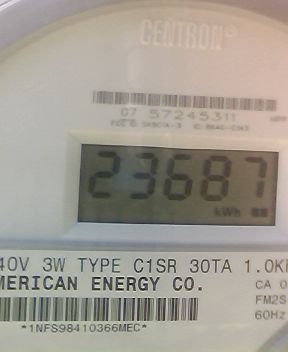 CENTRON®
07 57245311
23687
kWh
40V 3W TYPE C1SR 30TA 1.0K
MERICAN ENERGY CO.
CA 0
FM2S
60Hz
*1NFS98410366MEC*